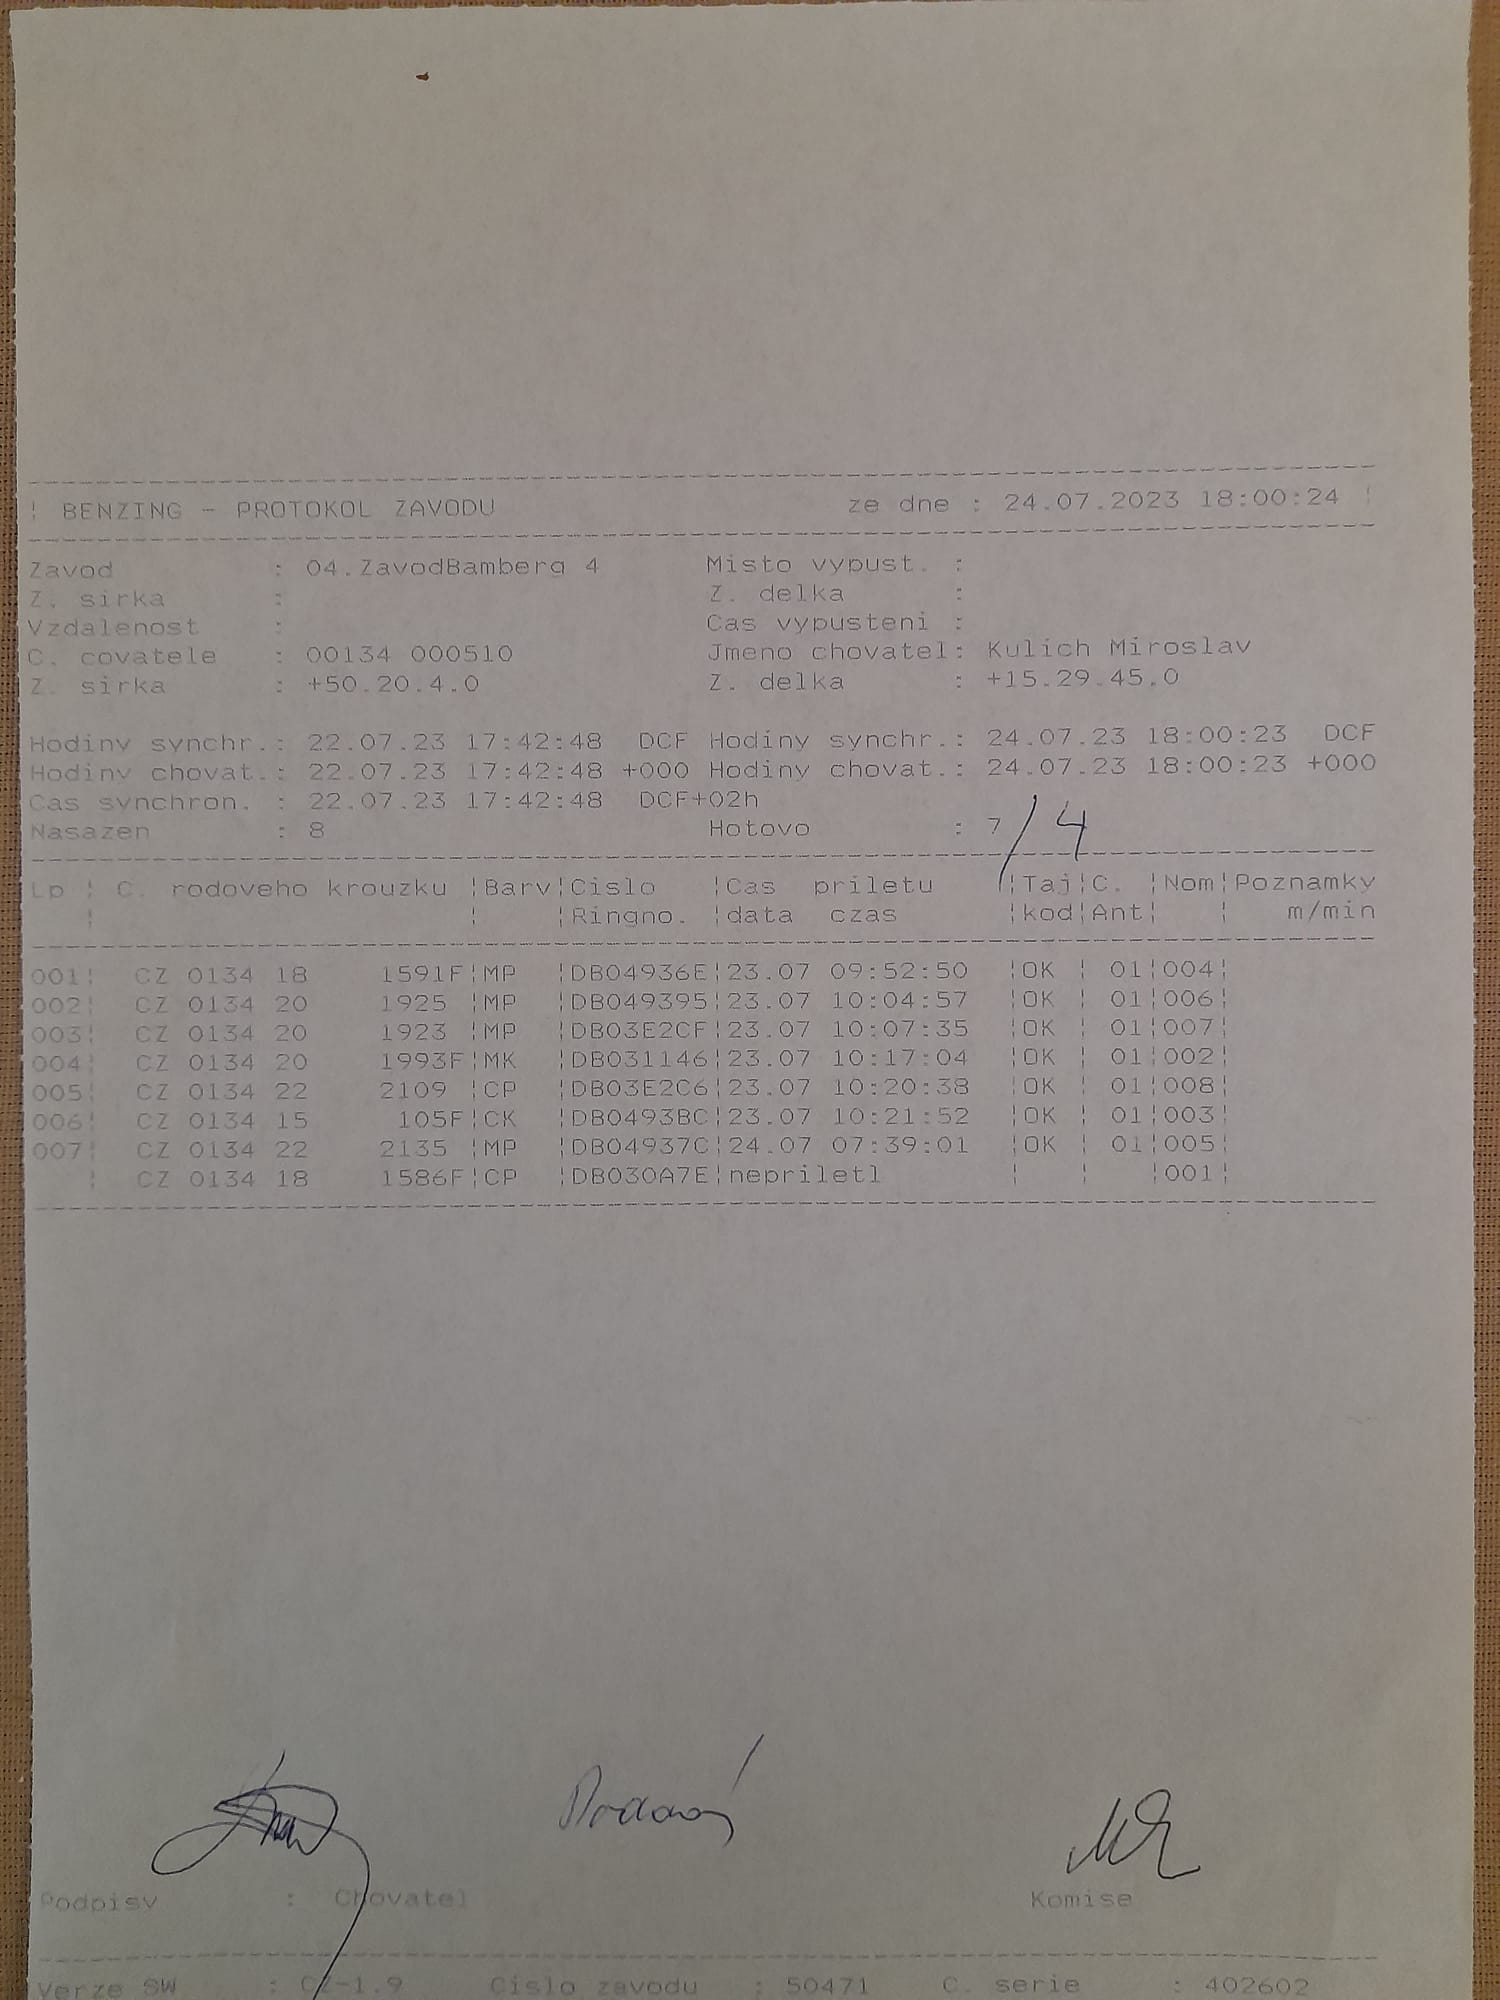 BENZING - PROTOKOL ZAVODU ze dne : 24.07.2023 18:00:24
Zavod : 04.ZavodBamberg 4 Misto vypust. :
Z. sirka : Z. delka :
Vzdalenost : Cas vypusteni :
C. covatele : 00134 000510 Jmeno chovatel: Kulich Miroslav
Z. sirka : +50.20.4.0 Z. delka : +15.29.45.0
Hodiny synchr.: 22.07.23 17:42:48 DCF Hodiny synchr.: 24.07.23 18:00:23 DCF
Hodiny chovat.: 22.07.23 17:42:48 +000 Hodiny chovat.: 24.07.23 18:00:23 +000
Cas synchron. : 22.07.23 17:42:48 DCF+02h
Nasazen : 8 Hotovo : 7 / 4
Lp ¦ C. rodoveho krouzku ¦Barv¦Cislo ¦Cas priletu ¦Taj¦C. ¦Nom¦Poznamky
¦ ¦ ¦Ringno. ¦data czas ¦kod¦Ant¦ ¦ m/min
001¦ CZ 0134 18 1591F¦MP ¦DB04936E¦23.07 09:52:50 ¦OK ¦ 01¦004¦
002¦ CZ 0134 20 1925 ¦MP ¦DB049395¦23.07 10:04:57 ¦OK ¦ 01¦006¦
003¦ CZ 0134 20 1923 ¦MP ¦DB03E2CF¦23.07 10:07:35 ¦OK ¦ 01¦007¦
004¦ CZ 0134 20 1993F¦MK ¦DB031146¦23.07 10:17:04 ¦OK ¦ 01¦002¦
005¦ CZ 0134 22 2109 ¦CP ¦DB03E2C6¦23.07 10:20:38 ¦OK ¦ 01¦008¦
006¦ CZ 0134 15 105F¦CK ¦DB0493BC¦23.07 10:21:52 ¦OK ¦ 01¦003¦
007¦ CZ 0134 22 2135 ¦MP ¦DB04937C¦24.07 07:39:01 ¦OK ¦ 01¦005¦
¦ CZ 0134 18 1586F¦CP ¦DB030A7E¦nepriletl ¦ ¦ ¦001¦
Podpisy : Chovatel Komise
Verze SW : CZ-1.9 Cislo zavodu : 50471 C. serie : 402602